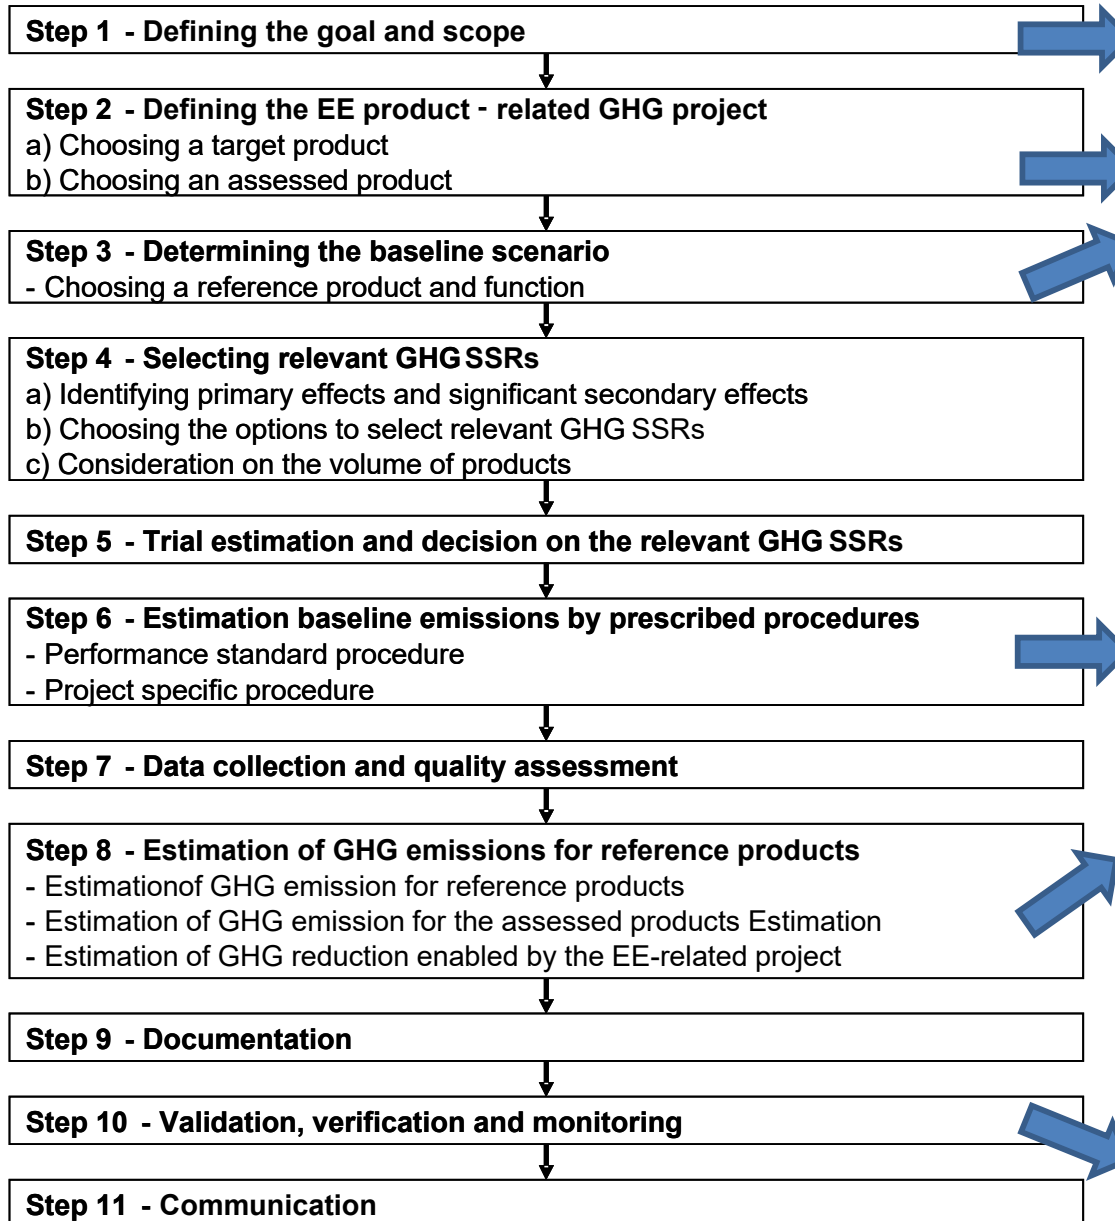 Step 1 - Defining the goal and scope
Step 2 - Defining the EE product - related GHG project
a) Choosing a target product
b) Choosing an assessed product
Step 3 - Determining the baseline scenario
- Choosing a reference product and function
Step 4 - Selecting relevant GHG SSRs
a) Identifying primary effects and significant secondary effects
b) Choosing the options to select relevant GHG SSRs
c) Consideration on the volume of products
Step 5 - Trial estimation and decision on the relevant GHG SSRs
Step 6 - Estimation baseline emissions by prescribed procedures
- Performance standard procedure
- Project specific procedure
Step 7 - Data collection and quality assessment
Step 8 - Estimation of GHG emissions for reference products
- Estimationof GHG emission for reference products
- Estimation of GHG emission for the assessed products Estimation
- Estimation of GHG reduction enabled by the EE-related project
Step 9 - Documentation
Step 10 - Validation, verification and monitoring
Step 11 - Communication